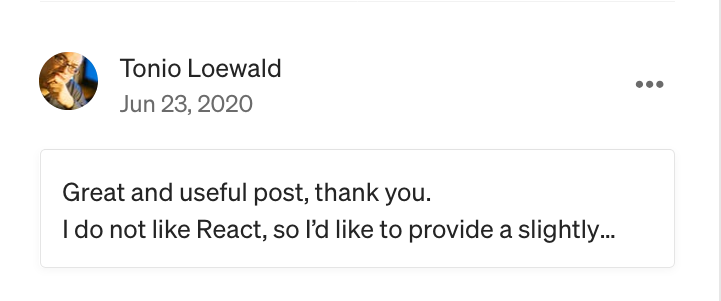 Tonio Loewald
Jun 23, 2020
Great and useful post, thank you.
I do not like React, so I’d like to provide a slightly...